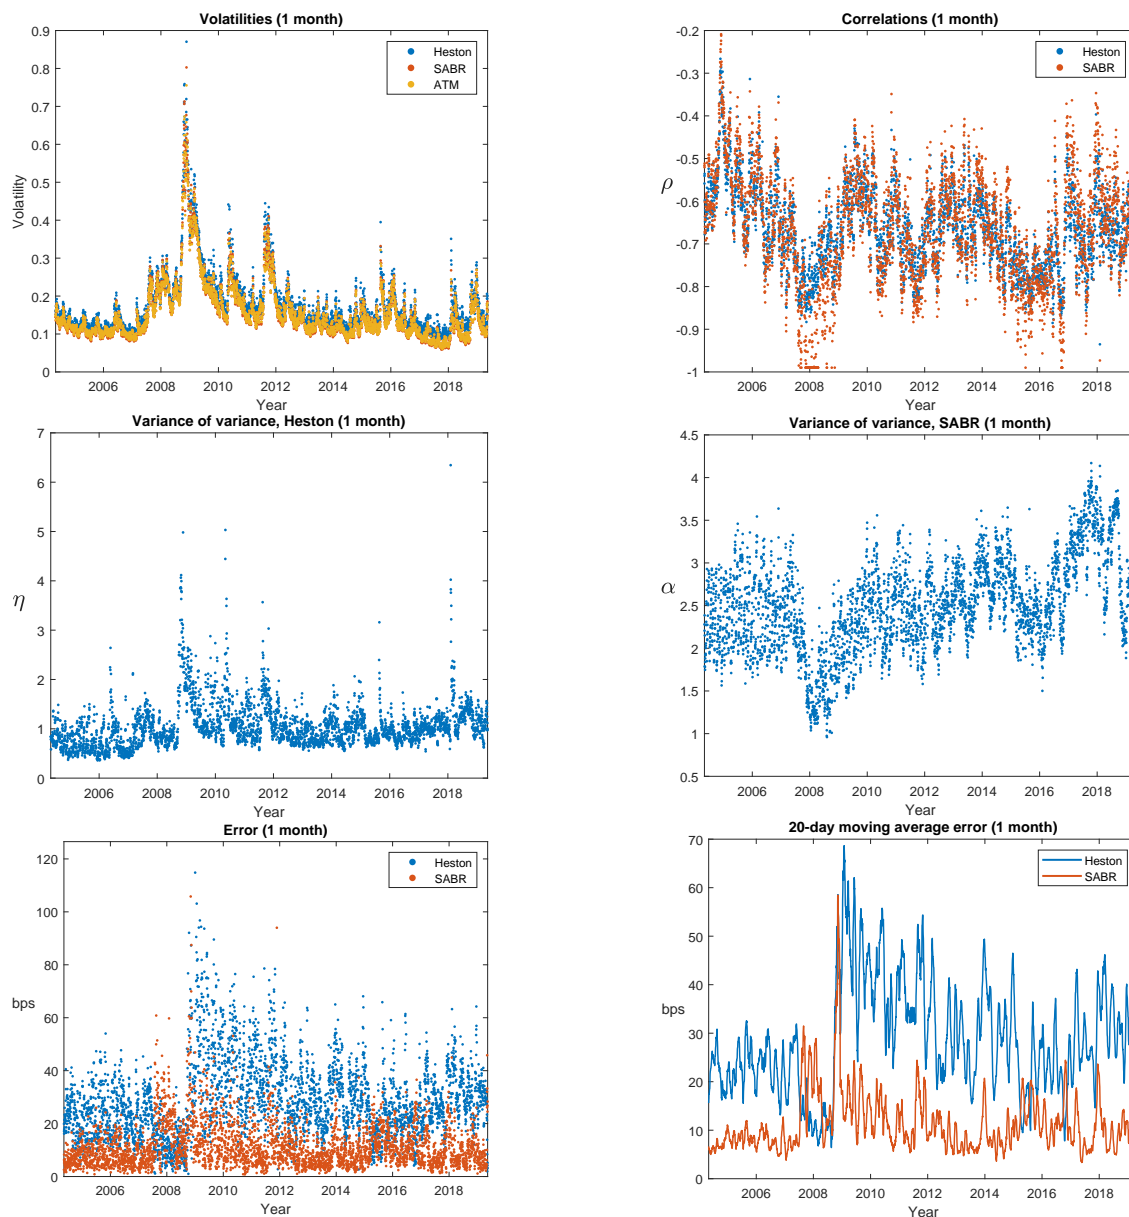 Volatilities (1 month)
0.9
0.8
0.7
0.6
0.5
0.4
0.3
0.2
0.1
0
Volatility
Heston
SABR
ATM
2006 2008 2010 2012 2014 2016 2018
Year
Correlations (1 month)
-0.2
-0.3
-0.4
-0.5
-0.6
-0.7
-0.8
-0.9
-1
ρ
Heston
SABR
2006 2008 2010 2012 2014 2016 2018
Year
Variance of variance, Heston (1 month)
7
6
5
4
3
2
1
0
η
2006 2008 2010 2012 2014 2016 2018
Year
Variance of variance, SABR (1 month)
4.5
4
3.5
3
2.5
2
1.5
1
0.5
α
2006 2008 2010 2012 2014 2016 2018
Year
Error (1 month)
120
100
80
60
40
20
0
bps
Heston
SABR
2006 2008 2010 2012 2014 2016 2018
Year
20-day moving average error (1 month)
70
60
50
40
30
20
10
0
bps
Heston
SABR
2006 2008 2010 2012 2014 2016 2018
Year